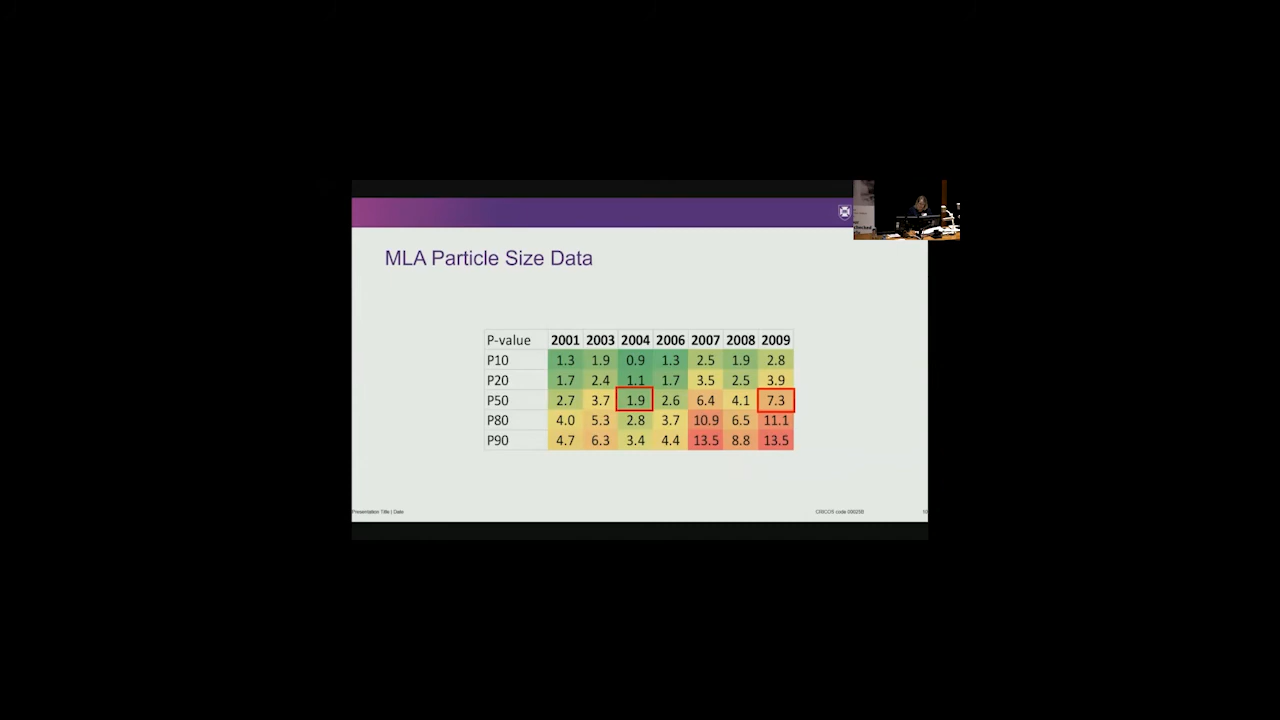 MLA Particle Size Data
P-value 2001 2003 2004 2006 2007 2008 2009
P10 1.3 1.9 0.9 1.3 2.5 1.9 2.8
P20 1.7 2.4 1.1 1.7 3.5 2.5 3.9
P50 2.7 3.7 1.9 2.6 6.4 4.1 7.3
P80 4.0 5.3 2.8 3.7 10.9 6.5 11.1
P90 4.7 6.3 3.4 4.4 13.5 8.8 13.5
Presentation Title | Date
CRICOS code 00025B